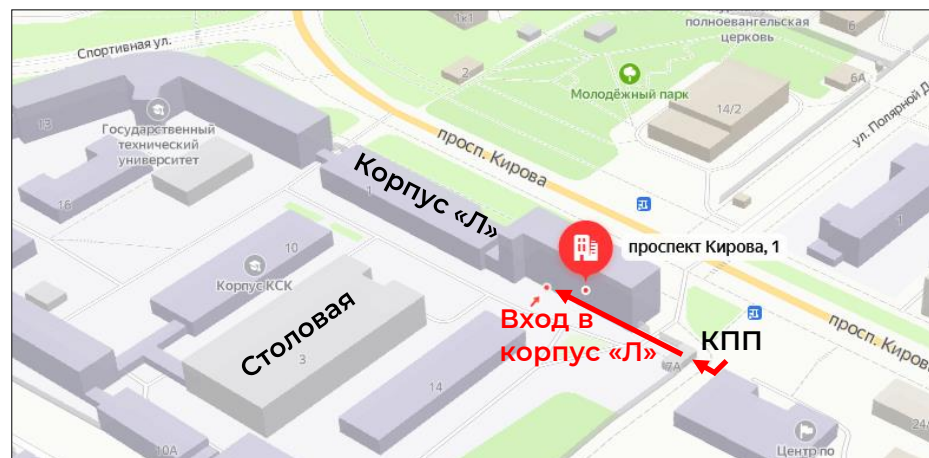 1к1
полноевангельская
церковь
6
Спортивная ул.
2
6А
Молодёжный парк
14/2
ул. Полярной Д
13
Государственный
технический
университет
просп. Кирова
Корпус «Л»
1
16
1
10
проспект Кирова, 1
Корпус КСК
Столовая
Вход в
корпус «Л»
КПП
просп. Кирова
3
7А
14
24/
10А
Центр по